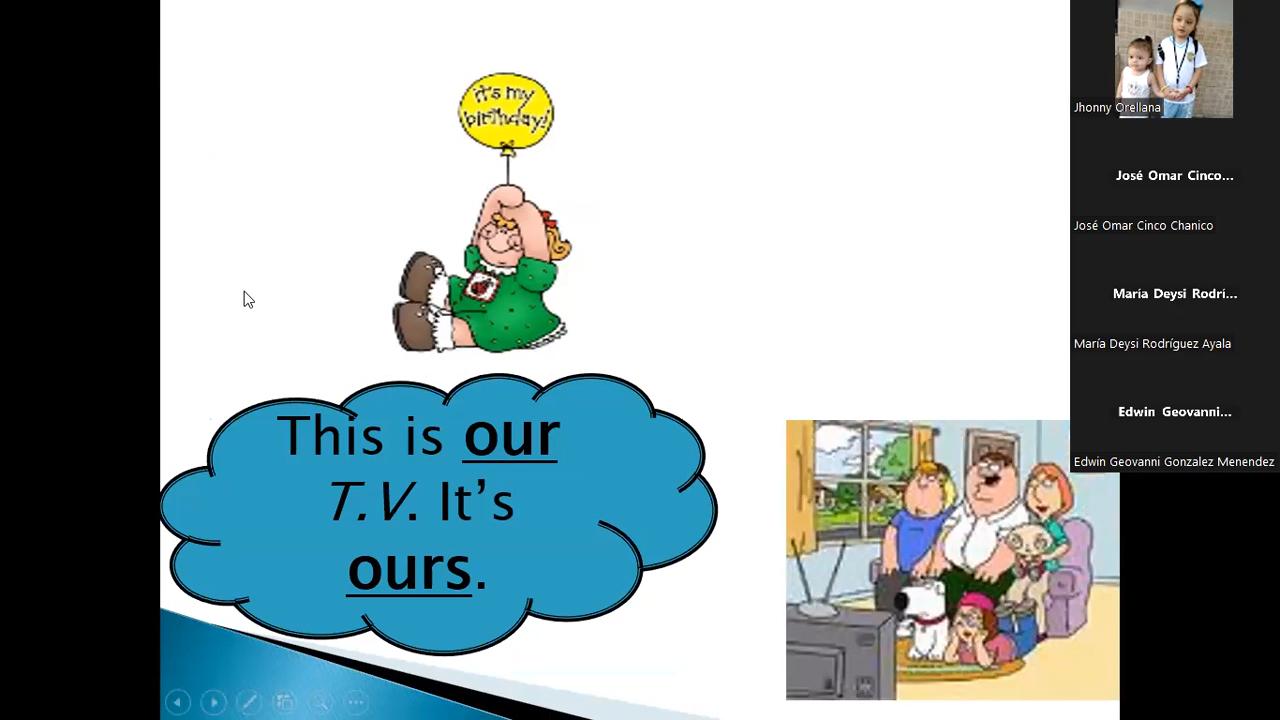 it's my
birthday!
This is our
T.V. It's
ours.
Jhonny Orellana
José Omar Cinco...
José Omar Cinco Chanico
María Deysi Rodrí...
María Deysi Rodríguez Ayala
Edwin Geovanni...
Edwin Geovanni Gonzalez Menendez